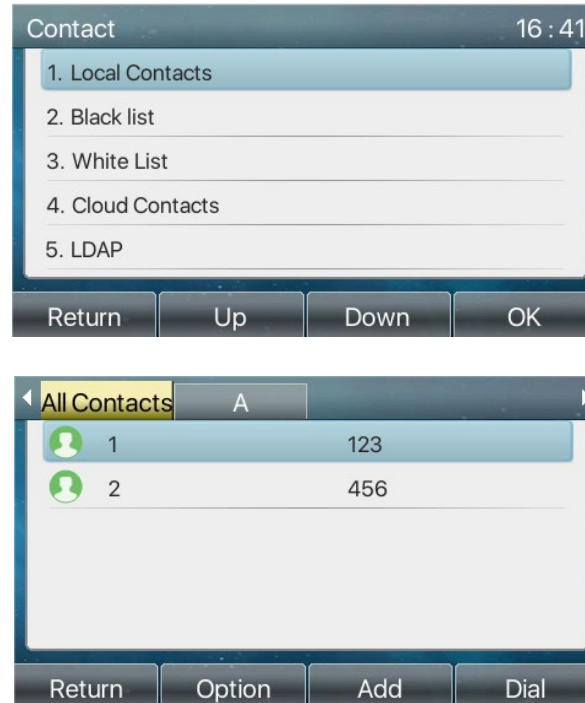 Contact 16 : 41
1. Local Contacts
2. Black list
3. White List
4. Cloud Contacts
5. LDAP
Return Up Down OK
All Contacts A
1 123
2 456
Return Option Add Dial